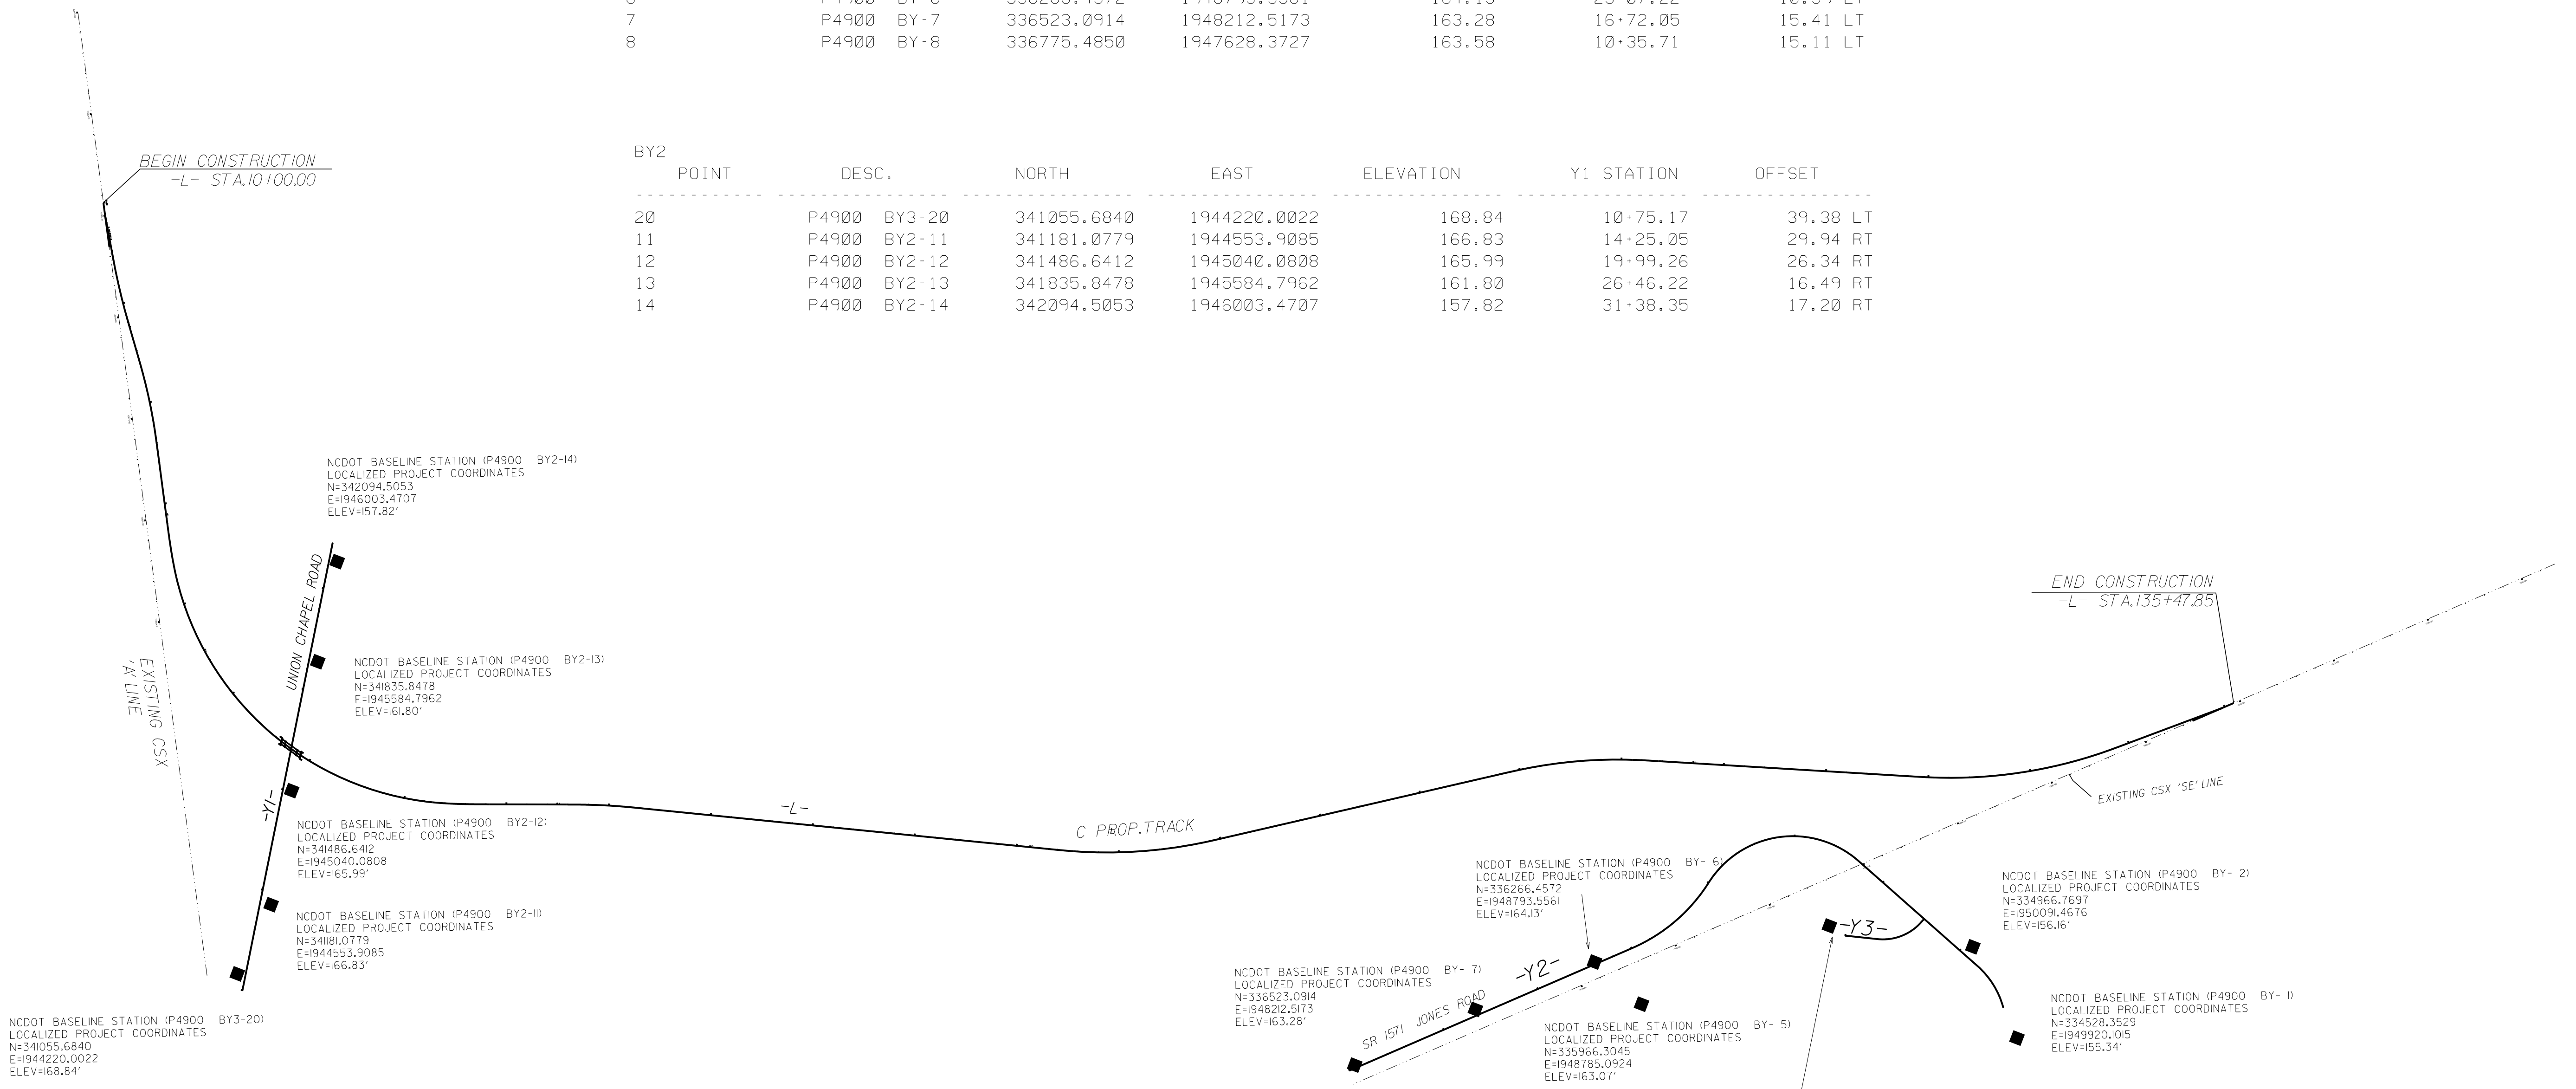 7 P4900 BY-7 336523.0914 1948212.5173 163.28 16+72.05 15.41 LT
8 P4900 BY-8 336775.4850 1947628.3727 163.58 10+35.71 15.11 LT
BEGIN CONSTRUCTION
-L- STA.10+00.00
BY2
POINT DESC. NORTH EAST ELEVATION Y1 STATION OFFSET
20 P4900 BY3-20 341055.6840 1944220.0022 168.84 10+75.17 39.38 LT
11 P4900 BY2-11 341181.0779 1944553.9085 166.83 14+25.05 29.94 RT
12 P4900 BY2-12 341486.6412 1945040.0808 165.99 19+99.26 26.34 RT
13 P4900 BY2-13 341835.8478 1945584.7962 161.80 26+46.22 16.49 RT
14 P4900 BY2-14 342094.5053 1946003.4707 157.82 31+38.35 17.20 RT
NCDOT BASELINE STATION (P4900 BY2-14)
LOCALIZED PROJECT COORDINATES
N=342094.5053
E=1946003.4707
ELEV=157.82'
UNION CHAPEL ROAD
END CONSTRUCTION
-L- STA.135+47.85
NCDOT BASELINE STATION (P4900 BY2-13)
LOCALIZED PROJECT COORDINATES
N=341835.8478
E=1945584.7962
ELEV=161.80'
EXISTING CSX
'A' LINE
-Y1-
-L-
C PROP.TRACK
EXISTING CSX 'SE' LINE
NCDOT BASELINE STATION (P4900 BY2-12)
LOCALIZED PROJECT COORDINATES
N=341486.6412
E=1945040.0808
ELEV=165.99'
NCDOT BASELINE STATION (P4900 BY- 6)
LOCALIZED PROJECT COORDINATES
N=336266.4572
E=1948793.5561
ELEV=164.13'
NCDOT BASELINE STATION (P4900 BY- 2)
LOCALIZED PROJECT COORDINATES
N=334966.7697
E=1950091.4676
ELEV=156.16'
NCDOT BASELINE STATION (P4900 BY2-11)
LOCALIZED PROJECT COORDINATES
N=341181.0779
E=1944553.9085
ELEV=166.83'
-Y3-
-Y2-
NCDOT BASELINE STATION (P4900 BY- 7)
LOCALIZED PROJECT COORDINATES
N=336523.0914
E=1948212.5173
ELEV=163.28'
SR 1571 JONES ROAD
NCDOT BASELINE STATION (P4900 BY- 1)
LOCALIZED PROJECT COORDINATES
N=334528.3529
E=1949920.1015
ELEV=155.34'
NCDOT BASELINE STATION (P4900 BY3-20)
LOCALIZED PROJECT COORDINATES
N=341055.6840
E=1944220.0022
ELEV=168.84'
NCDOT BASELINE STATION (P4900 BY- 5)
LOCALIZED PROJECT COORDINATES
N=335966.3045
E=1948785.0924
ELEV=163.07'